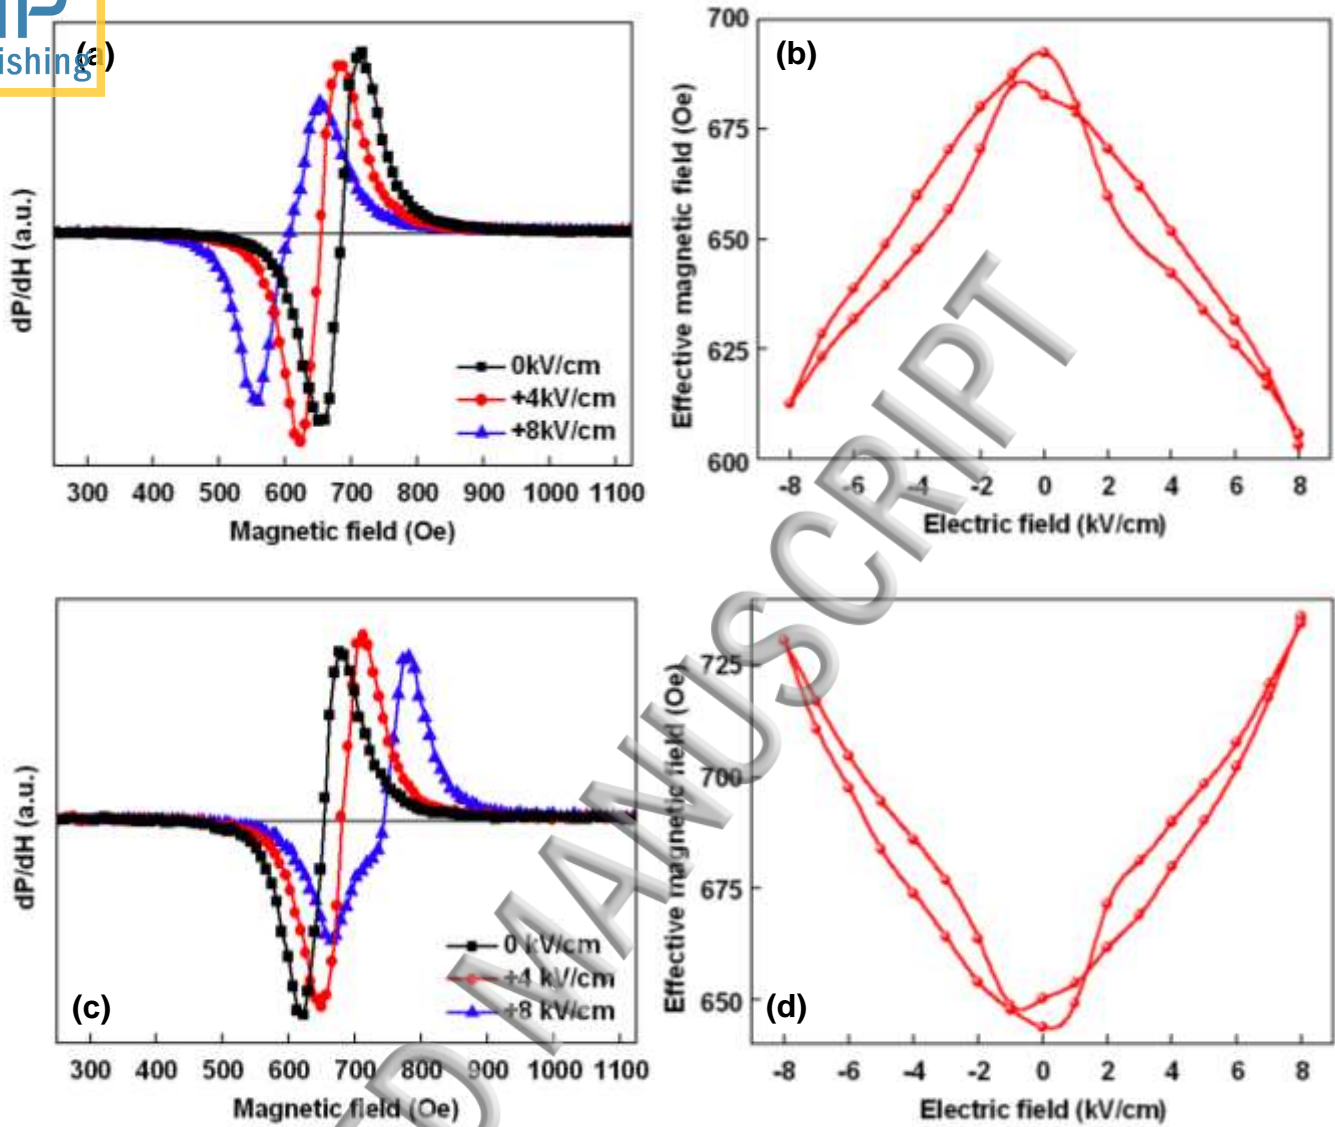 IP
ishing
(a)
dP/dH (a.u.)
0kV/cm
+4kV/cm
+8kV/cm
300 400 500 600 700 800 900 1000 1100
Magnetic field (Oe)
(b)
Effective magnetic field (Oe)
700
675
650
625
600
-8 -6 -4 -2 0 2 4 6 8
Electric field (kV/cm)
(c)
dP/dH (a.u.)
0 kV/cm
+4 kV/cm
+8 kV/cm
300 400 500 600 700 800 900 1000 1100
Magnetic field (Oe)
(d)
Effective magnetic field (Oe)
725
700
675
650
-8 -6 -4 -2 0 2 4 6 8
Electric field (kV/cm)
D MANUSCRIPT